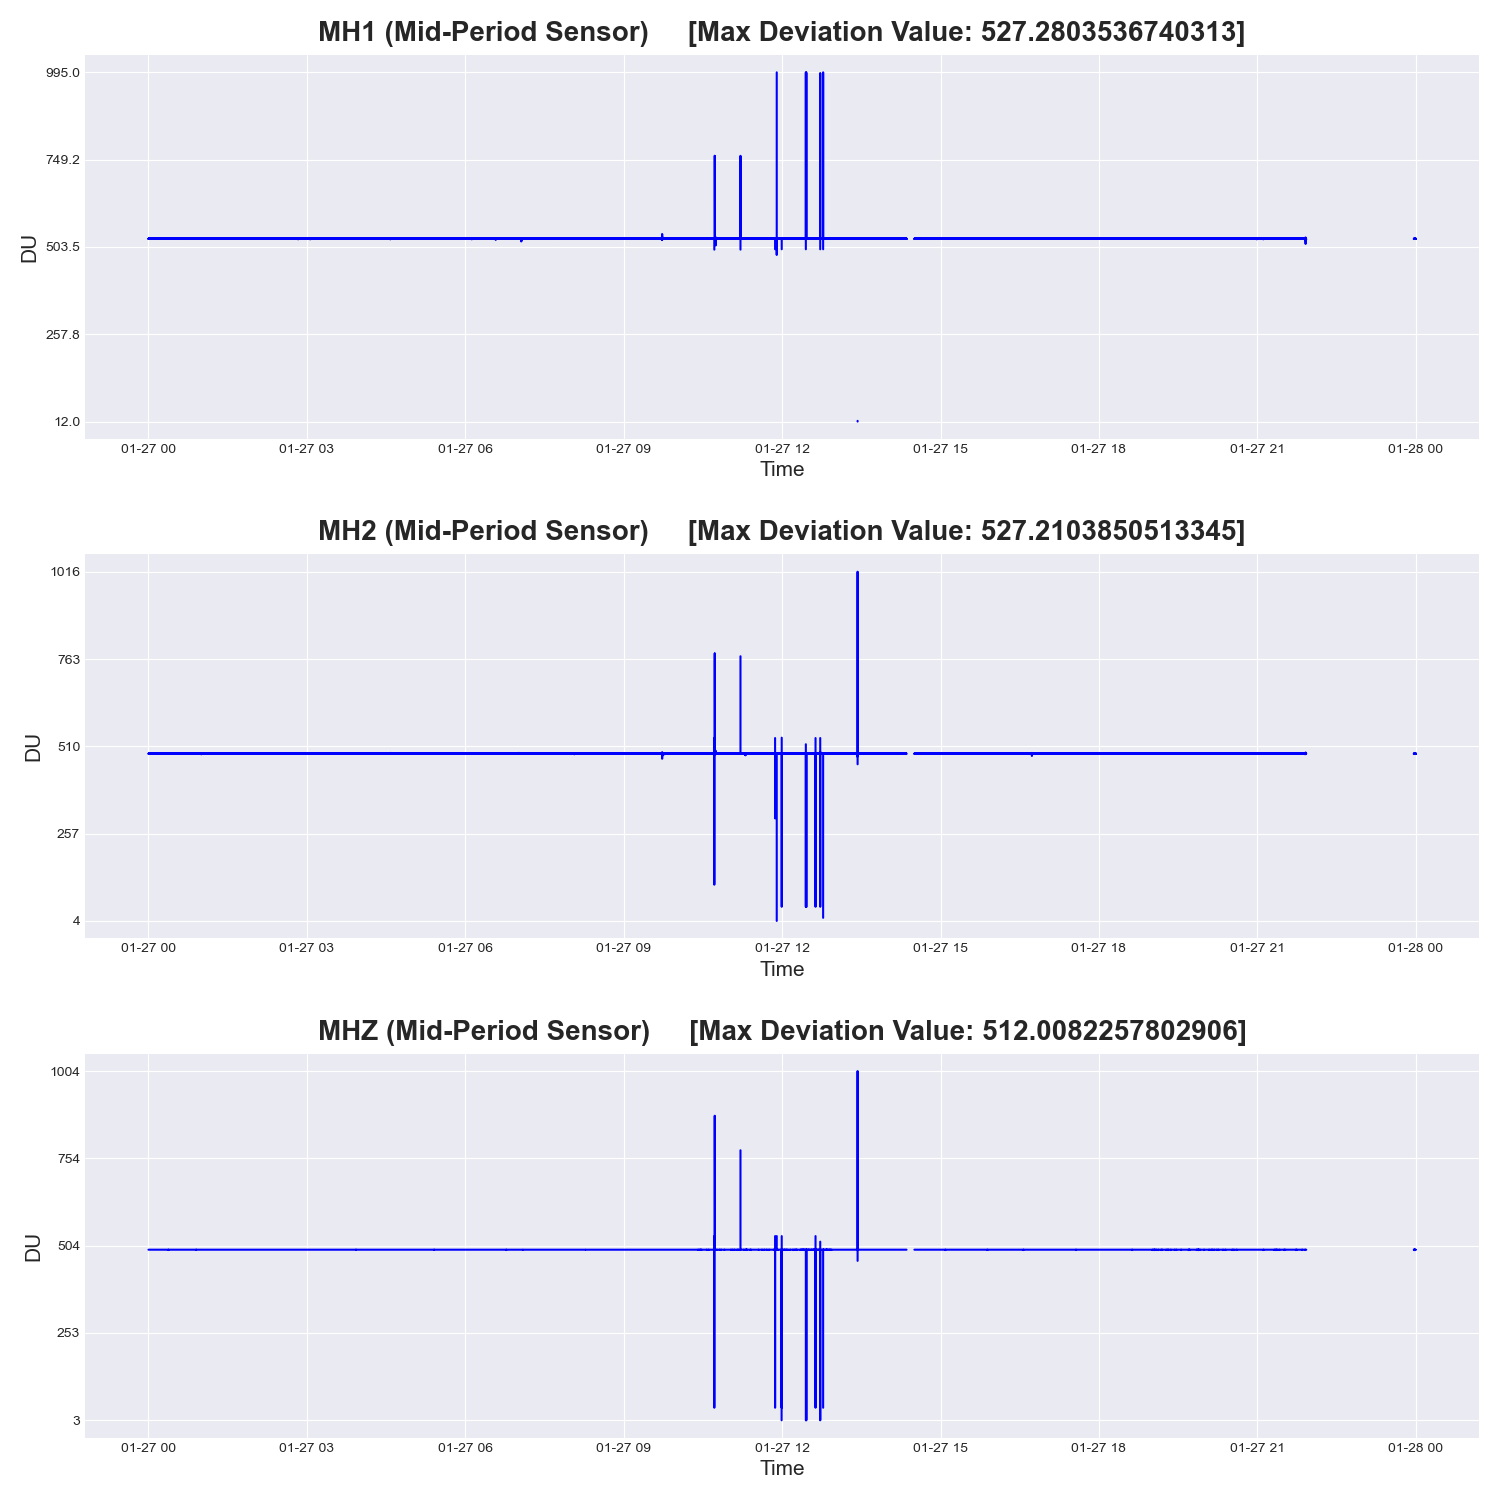 MH1 (Mid-Period Sensor) [Max Deviation Value: 527.2803536740313]
995.0
749.2
503.5
257.8
12.0
DU
01-27 00 01-27 03 01-27 06 01-27 09 01-27 12 01-27 15 01-27 18 01-27 21 01-28 00
Time
MH2 (Mid-Period Sensor) [Max Deviation Value: 527.2103850513345]
1016
763
510
257
4
DU
01-27 00 01-27 03 01-27 06 01-27 09 01-27 12 01-27 15 01-27 18 01-27 21 01-28 00
Time
MHZ (Mid-Period Sensor) [Max Deviation Value: 512.0082257802906]
1004
754
504
253
3
DU
01-27 00 01-27 03 01-27 06 01-27 09 01-27 12 01-27 15 01-27 18 01-27 21 01-28 00
Time